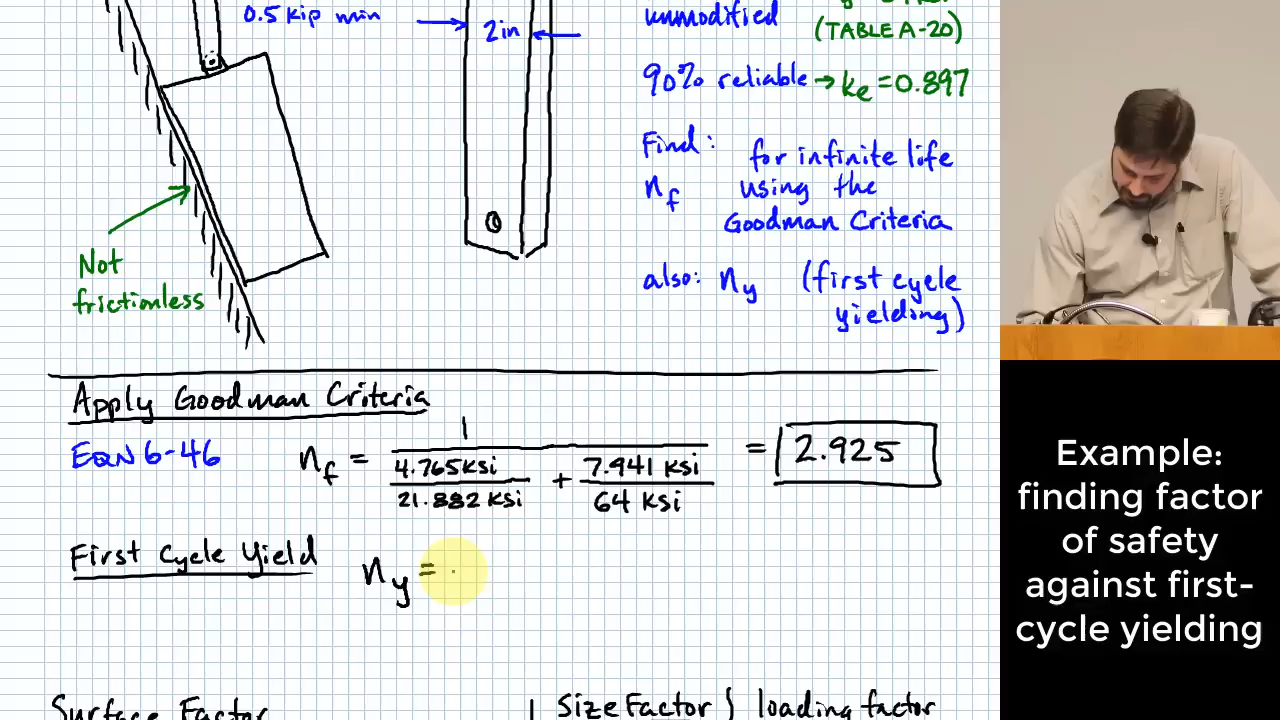 0.5 kip min
2in
unmodified
(TABLE A-20)
90% reliable → ke = 0.897
Find: for infinite life
nf using the
Goodman Criteria
also: ny (first cycle
yielding)
Not
frictionless
Apply Goodman Criteria
EQN 6-46 nf = 1 / (4.765 ksi / 21.882 ksi + 7.941 ksi / 64 ksi) = 2.925
First Cycle Yield ny =
Surface Factor Size Factor loading factor
Example:
finding factor
of safety
against first-
cycle yielding